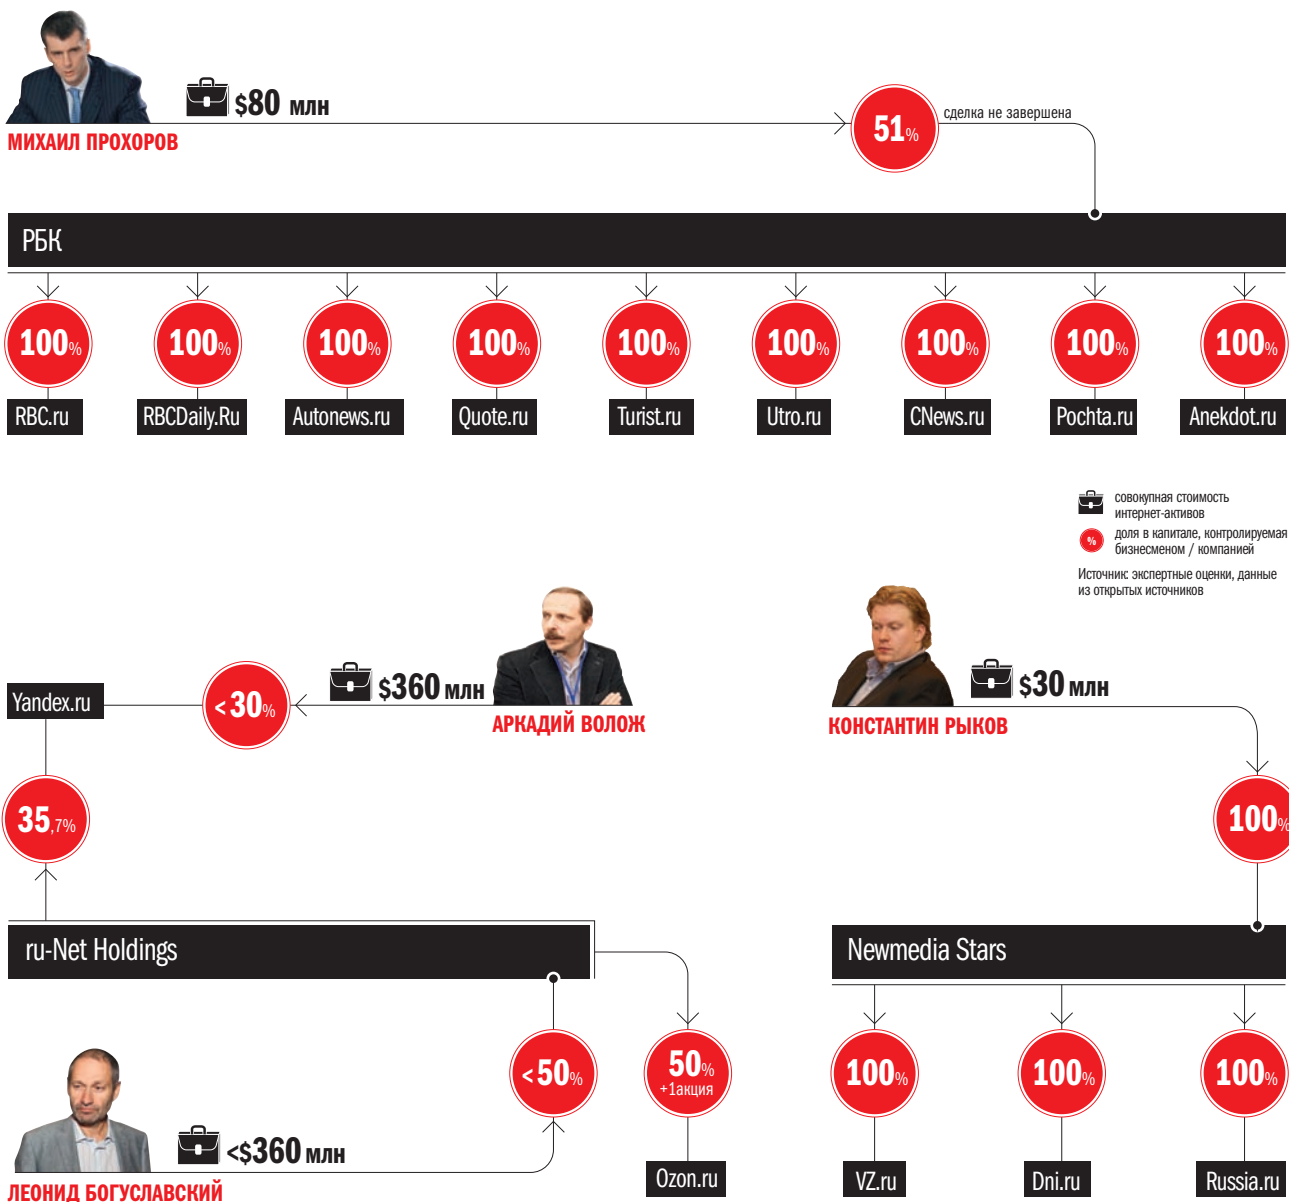 $80 млн
МИХАИЛ ПРОХОРОВ
51%
сделка не завершена
РБК
100% 100% 100% 100% 100% 100% 100% 100% 100%
RBC.ru RBCDaily.Ru Autonews.ru Quote.ru Turist.ru Utro.ru CNews.ru Pochta.ru Anekdot.ru
совокупная стоимость
интернет-активов
%
доля в капитале, контролируемая
бизнесменом / компанией
Источник: экспертные оценки, данные
из открытых источников
Yandex.ru
<30%
$360 млн
АРКАДИЙ ВОЛОЖ
$30 млн
КОНСТАНТИН РЫКОВ
35,7%
100%
ru-Net Holdings
Newmedia Stars
<50%
50%
+1акция
100% 100% 100%
<$360 млн
ЛЕОНИД БОГУСЛАВСКИЙ
Ozon.ru
VZ.ru Dni.ru Russia.ru